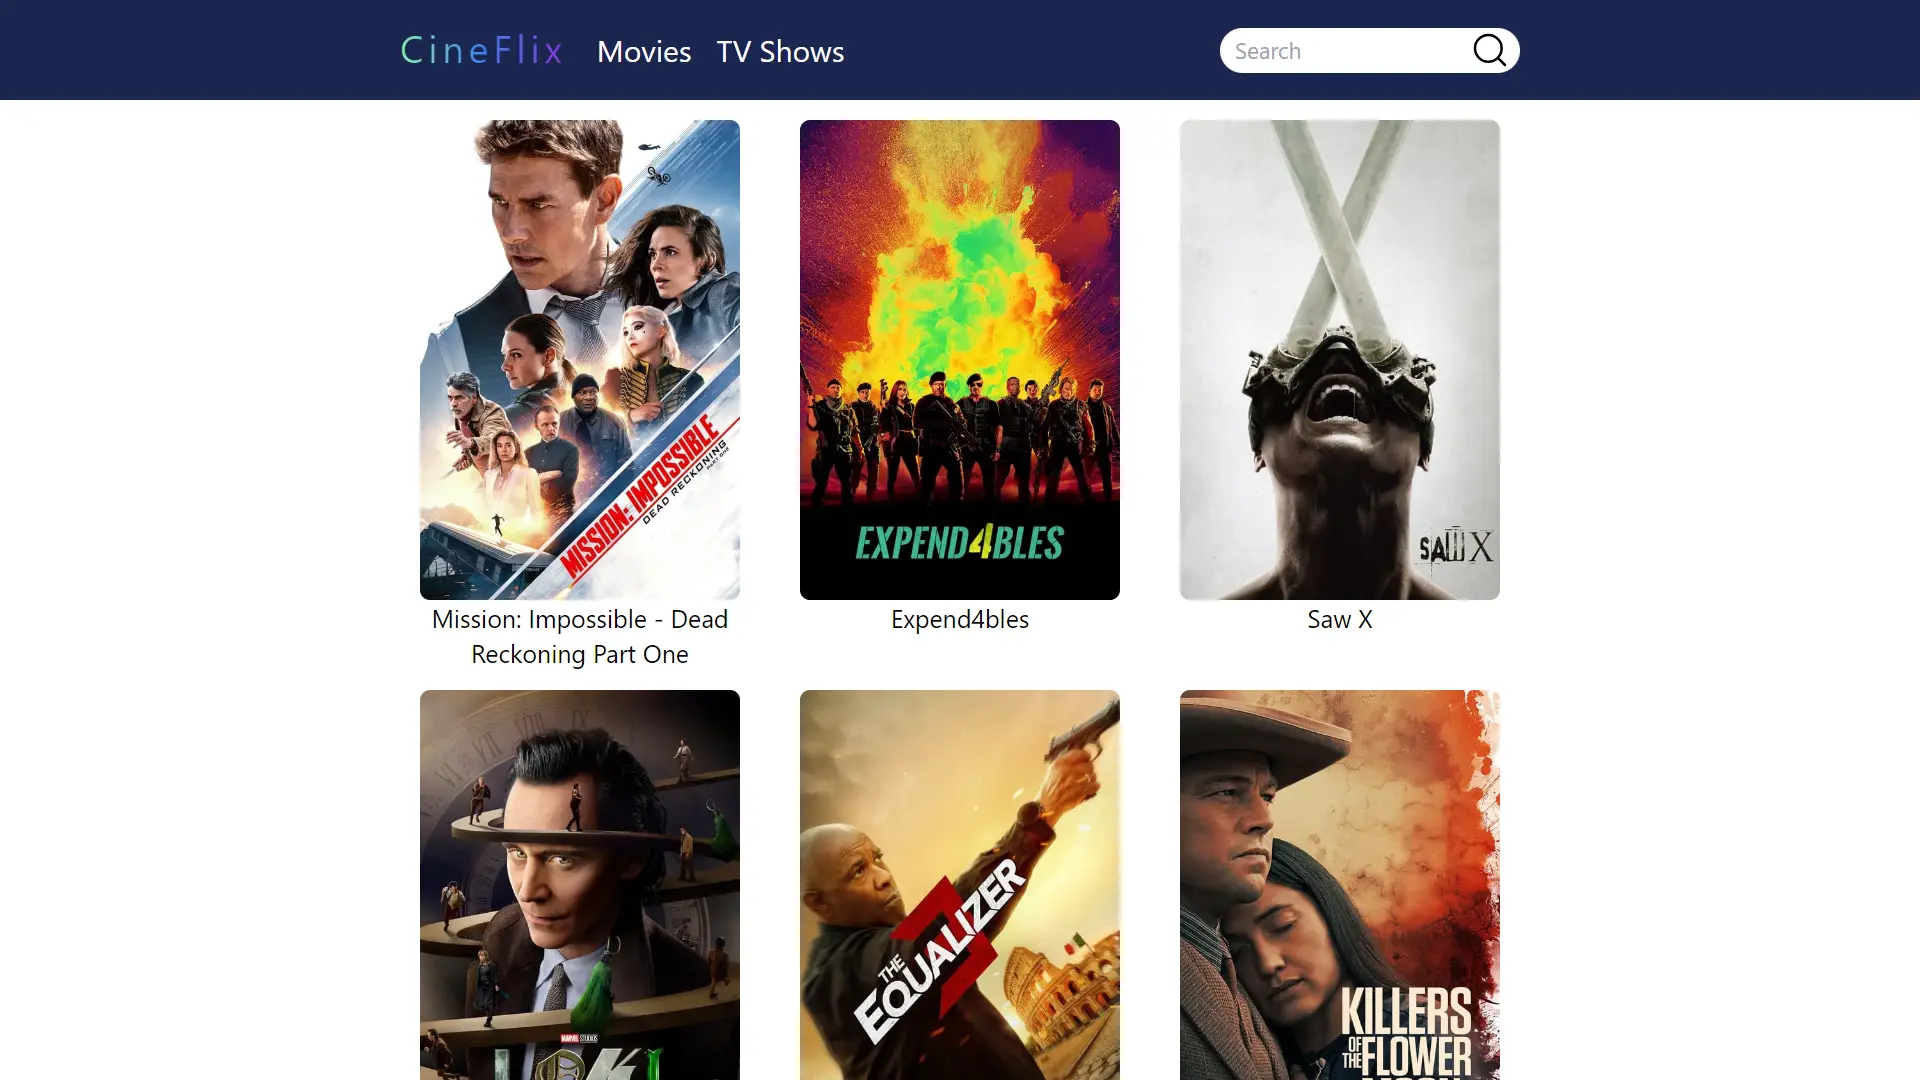 CineFlix
Movies
TV Shows
Search
MISSION: IMPOSSIBLE
DEAD RECKONING
PART ONE
EXPEND4BLES
SAW X
Mission: Impossible - Dead
Reckoning Part One
Expend4bles
Saw X
MARVEL STUDIOS
LOKI
THE
EQUALIZER
3
KILLERS
OF THE FLOWER
MOON